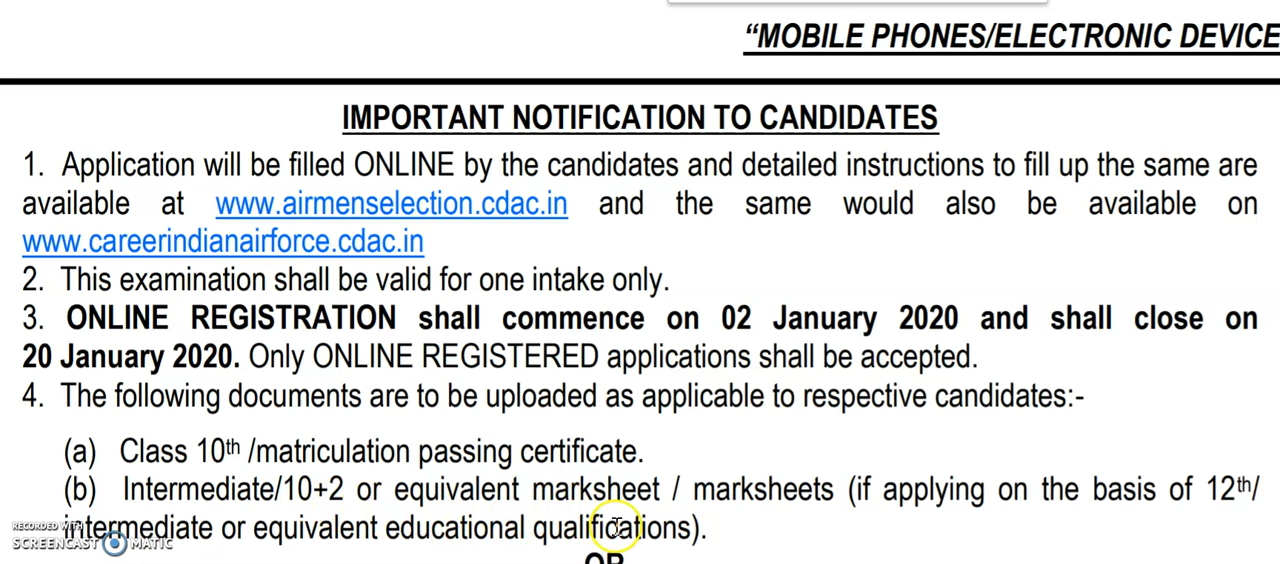 “MOBILE PHONES/ELECTRONIC DEVICE
IMPORTANT NOTIFICATION TO CANDIDATES
1. Application will be filled ONLINE by the candidates and detailed instructions to fill up the same are
available at www.airmenselection.cdac.in and the same would also be available on
www.careerindianairforce.cdac.in
2. This examination shall be valid for one intake only.
3. ONLINE REGISTRATION shall commence on 02 January 2020 and shall close on
20 January 2020. Only ONLINE REGISTERED applications shall be accepted.
4. The following documents are to be uploaded as applicable to respective candidates:-
(a) Class 10th /matriculation passing certificate.
(b) Intermediate/10+2 or equivalent marksheet / marksheets (if applying on the basis of 12th/
intermediate or equivalent educational qualifications).
OR
RECORDED WITH
SCREENCAST MATIC